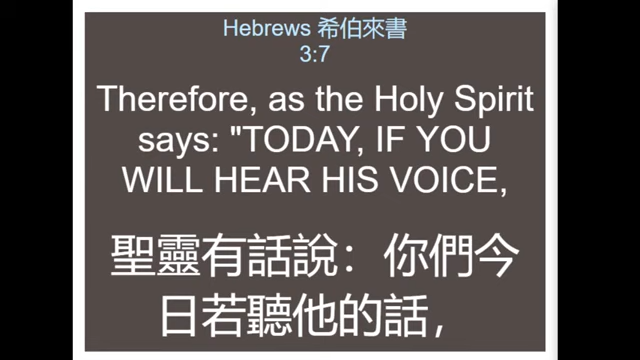 Hebrews 希伯來書
3:7
Therefore, as the Holy Spirit
says: "TODAY, IF YOU
WILL HEAR HIS VOICE,
聖靈有話說：你們今
日若聽他的話，